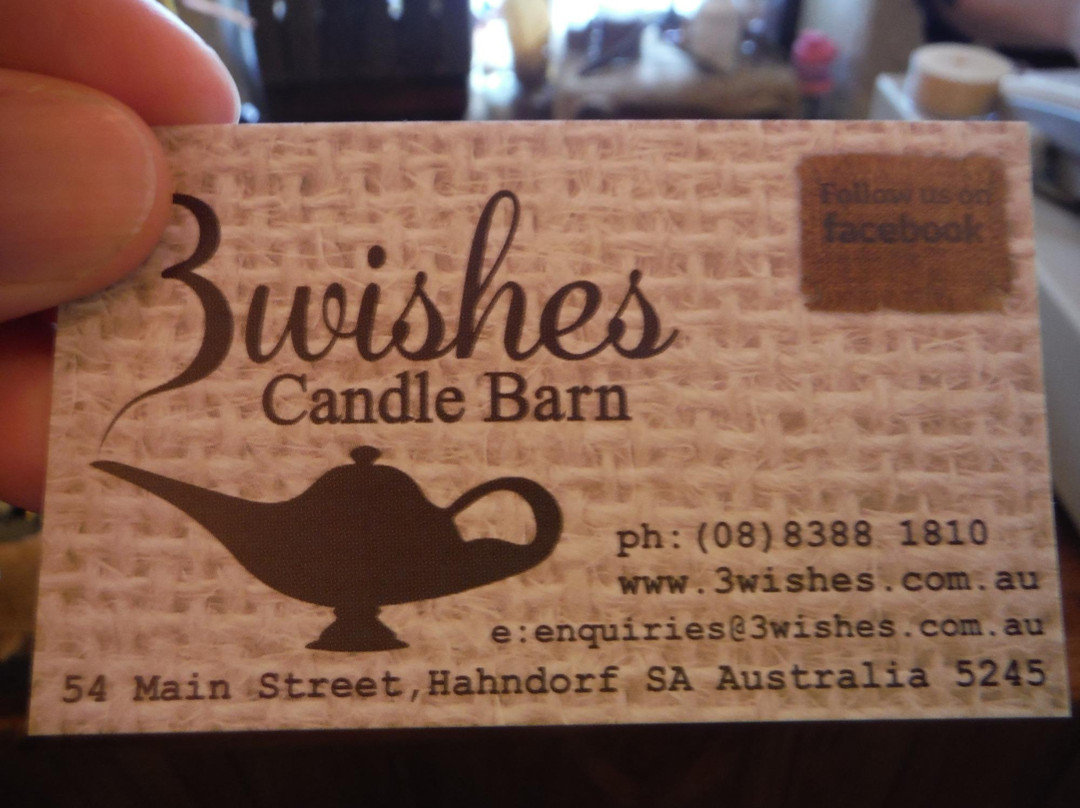 3wishes
Candle Barn
Follow us on
facebook
ph:(08)8388 1810
www.3wishes.com.au
e:enquiries@3wishes.com.au
54 Main Street,Hahndorf SA Australia 5245